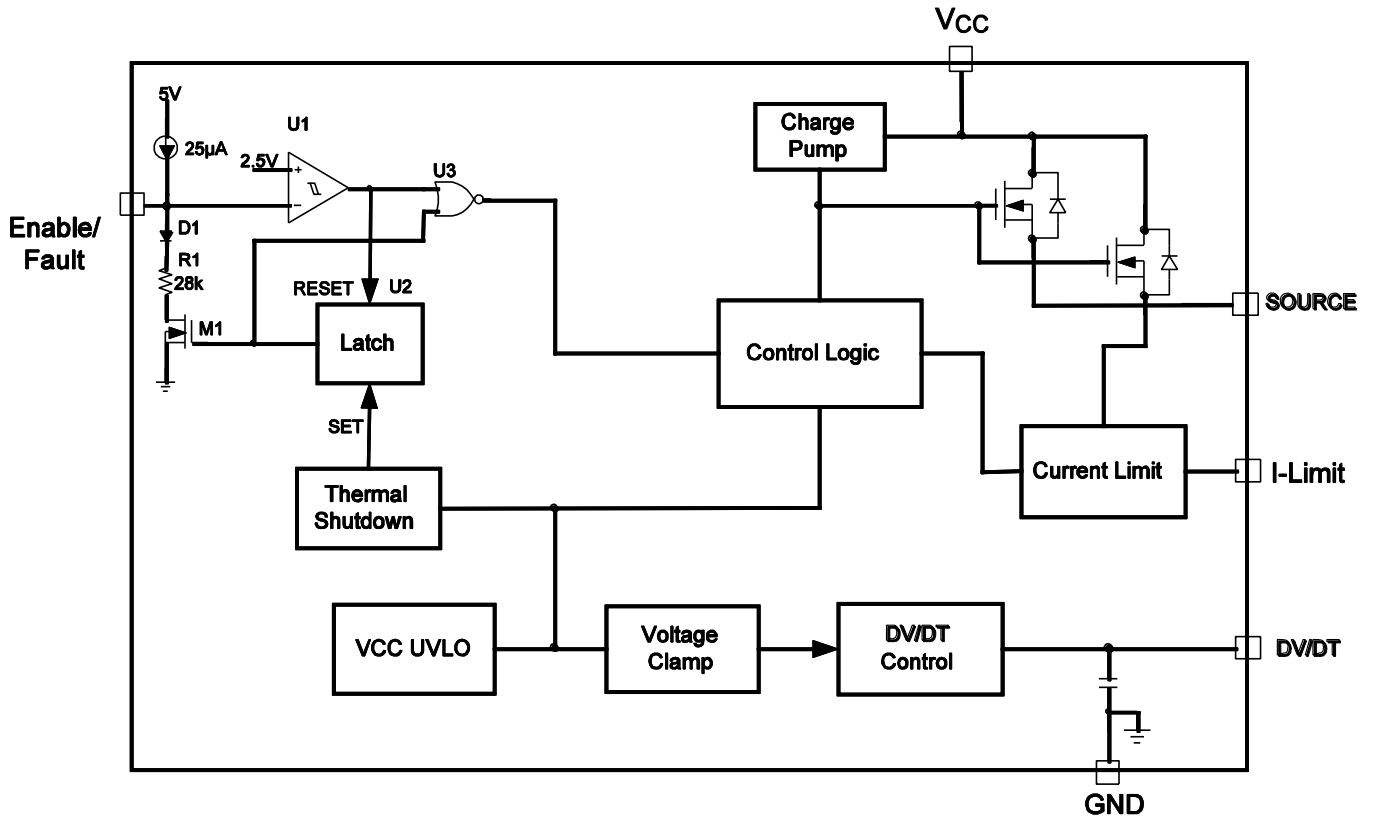 VCC
5V
25µA
U1
2.5V
+
−
U3
Charge
Pump
Enable/
Fault
D1
R1
28k
M1
RESET
U2
Latch
SET
Control Logic
SOURCE
Current Limit
I-Limit
Thermal
Shutdown
VCC UVLO
Voltage
Clamp
DV/DT
Control
DV/DT
GND